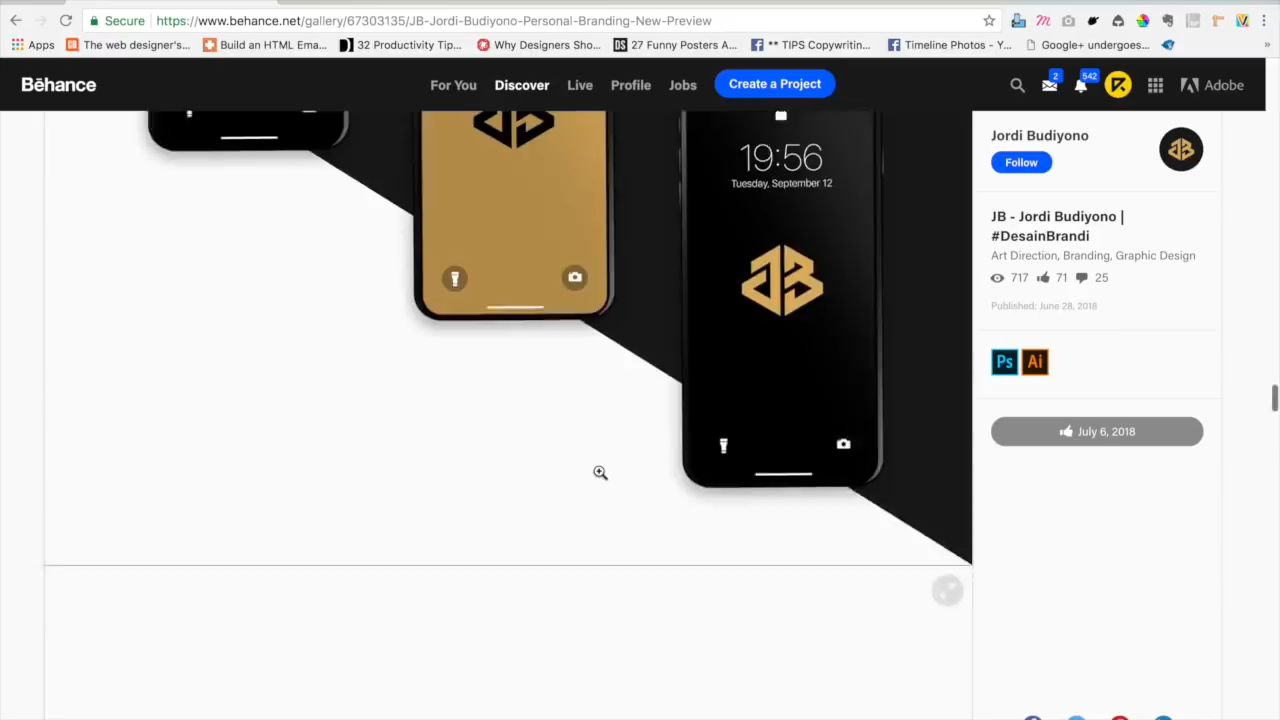 Secure https://www.behance.net/gallery/67303135/JB-Jordi-Budiyono-Personal-Branding-New-Preview
Apps The web designer's... Build an HTML Ema... 32 Productivity Tip... Why Designers Sho... 27 Funny Posters A... ** TIPS Copywritin... Timeline Photos - Y... Google+ undergoes... »
Bēhance For You Discover Live Profile Jobs Create a Project 2 542 Adobe
Jordi Budiyono
Follow
19:56
Tuesday, September 12
JB
JB - Jordi Budiyono |
#DesainBrandi
Art Direction, Branding, Graphic Design
717 71 25
Published: June 28, 2018
Ps Ai
July 6, 2018